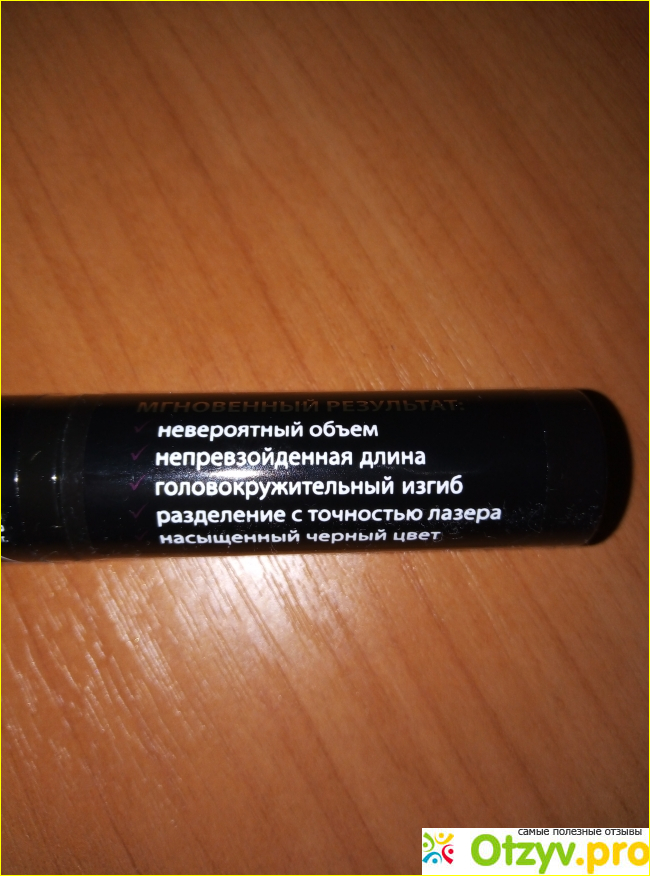 МГНОВЕННЫЙ РЕЗУЛЬТАТ:
невероятный объем
непревзойденная длина
головокружительный изгиб
разделение с точностью лазера
насыщенный черный цвет
самые полезные отзывы
Otzyv.pro